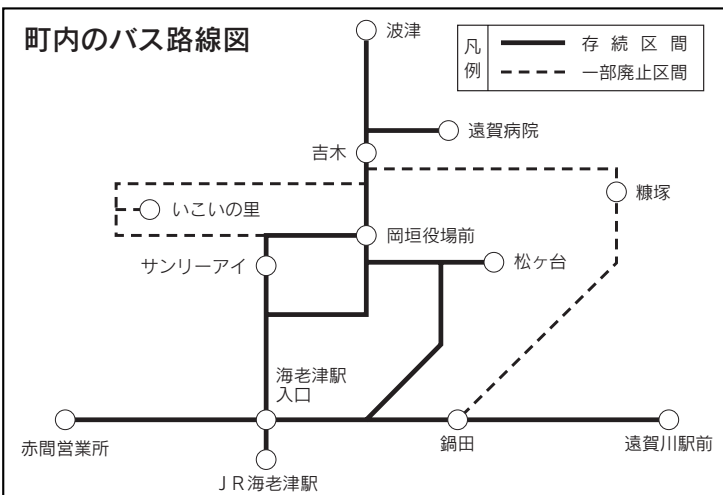 町内のバス路線図
凡例
存続区間
一部廃止区間
波津
遠賀病院
吉木
糠塚
いこいの里
岡垣役場前
サンリーアイ
松ヶ台
海老津駅
入口
赤間営業所
鍋田
遠賀川駅前
ＪＲ海老津駅